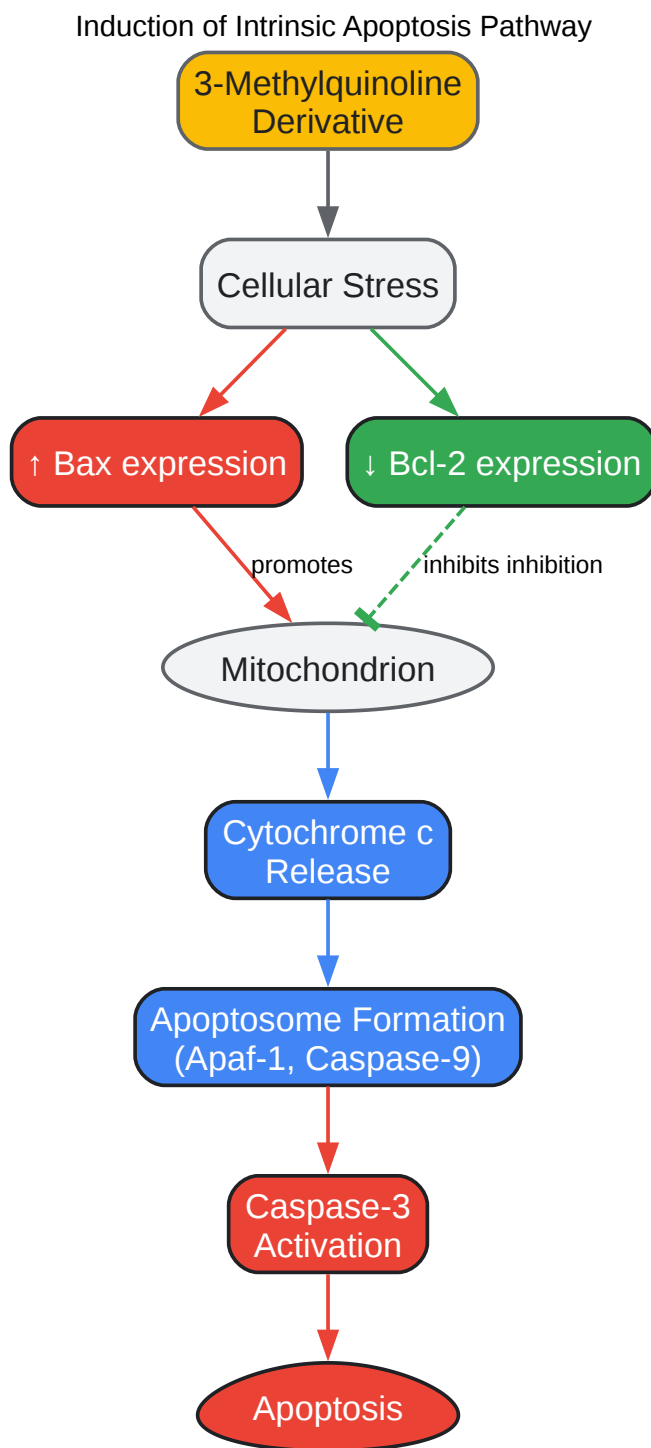 Induction of Intrinsic Apoptosis Pathway
3-Methylquinoline
Derivative
Cellular Stress
↑ Bax expression
↓ Bcl-2 expression
promotes
inhibits inhibition
Mitochondrion
Cytochrome c
Release
Apoptosome Formation
(Apaf-1, Caspase-9)
Caspase-3
Activation
Apoptosis